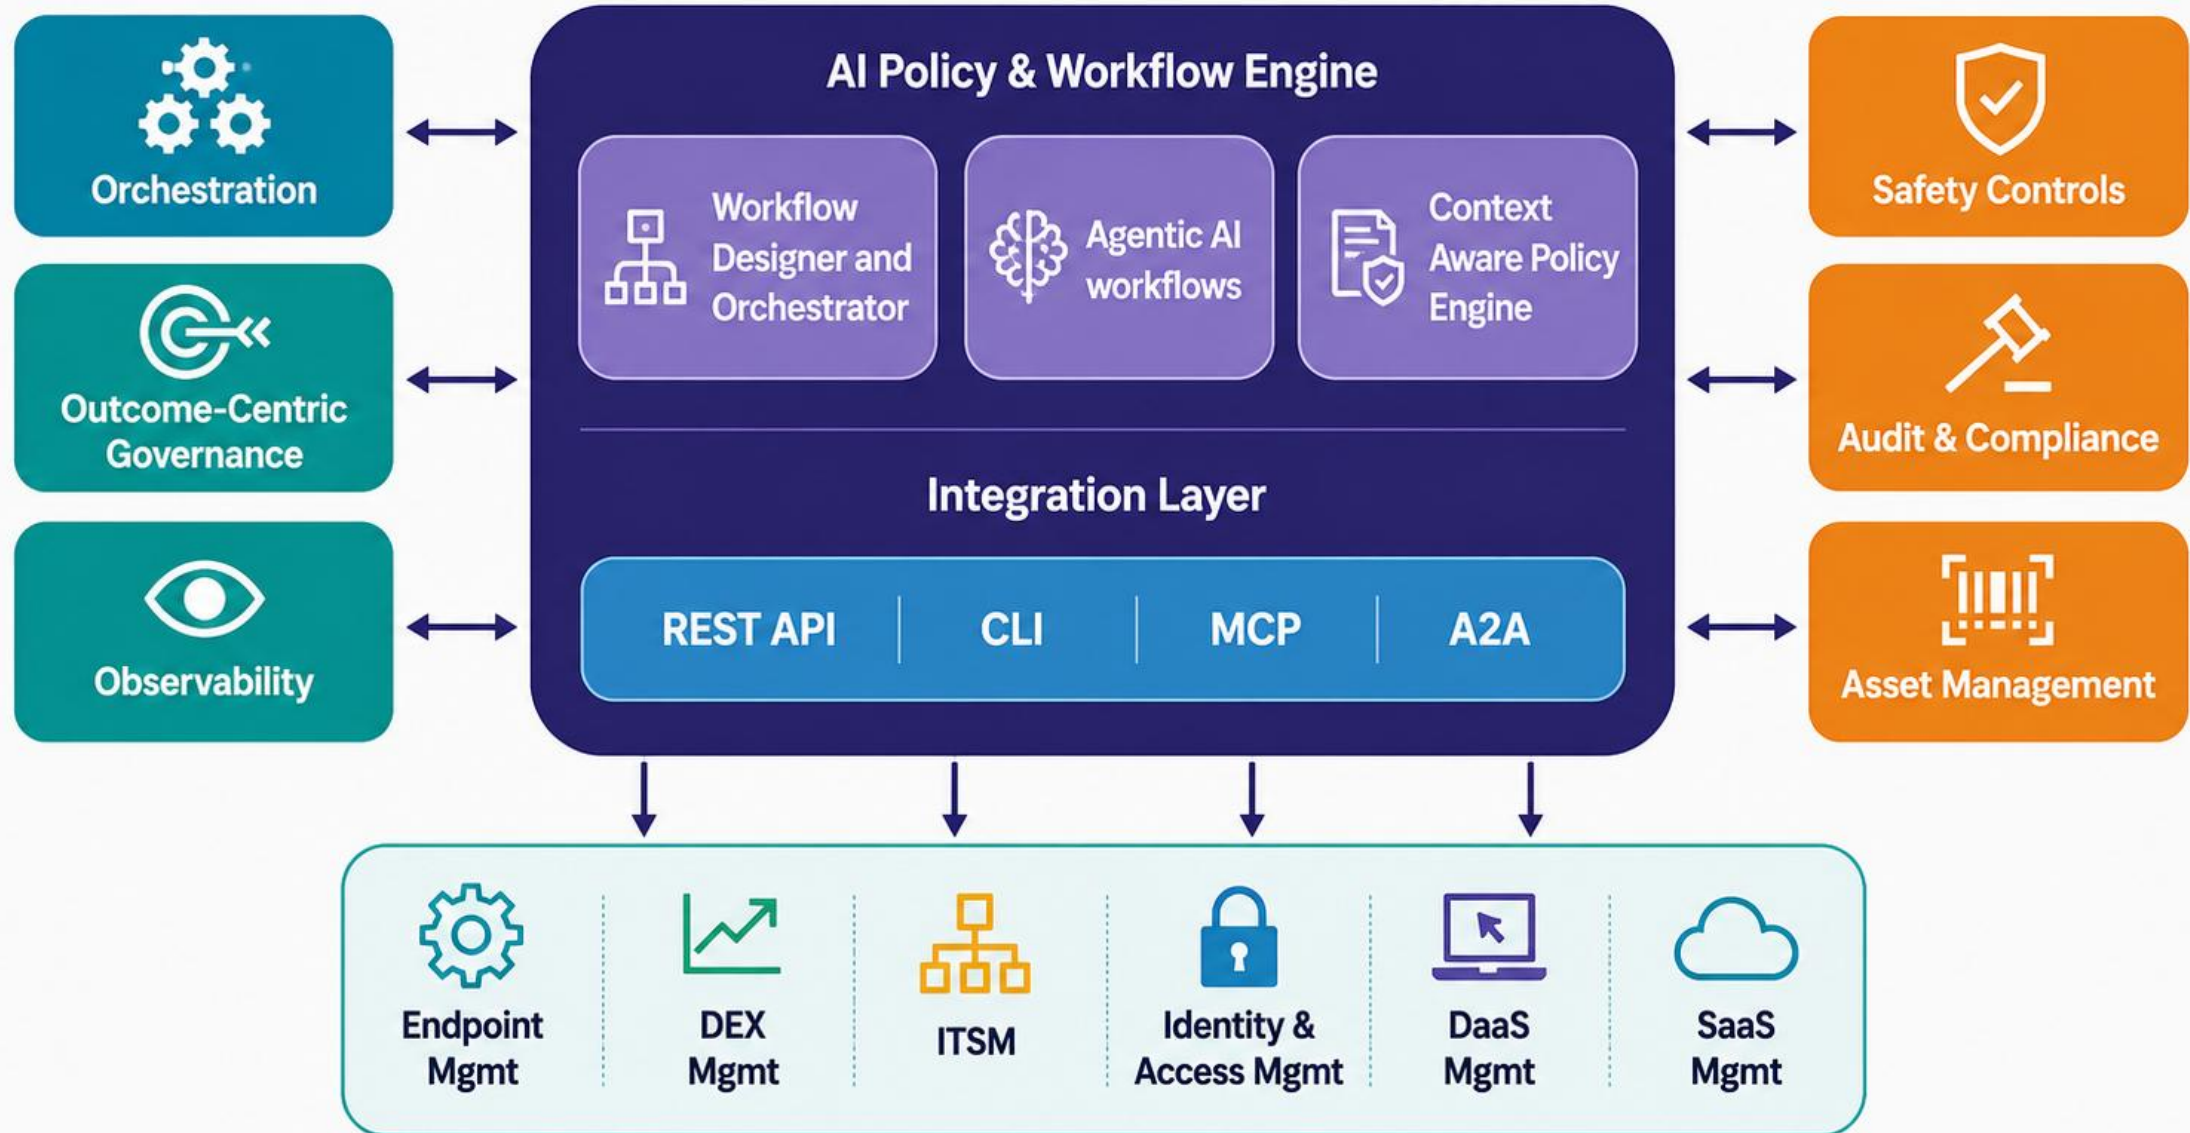 Orchestration
Outcome-Centric
Governance
Observability
AI Policy & Workflow Engine
Workflow
Designer and
Orchestrator
Agentic AI
workflows
Context
Aware Policy
Engine
Integration Layer
REST API
CLI
MCP
A2A
Safety Controls
Audit & Compliance
Asset Management
Endpoint
Mgmt
DEX
Mgmt
ITSM
Identity &
Access Mgmt
DaaS
Mgmt
SaaS
Mgmt